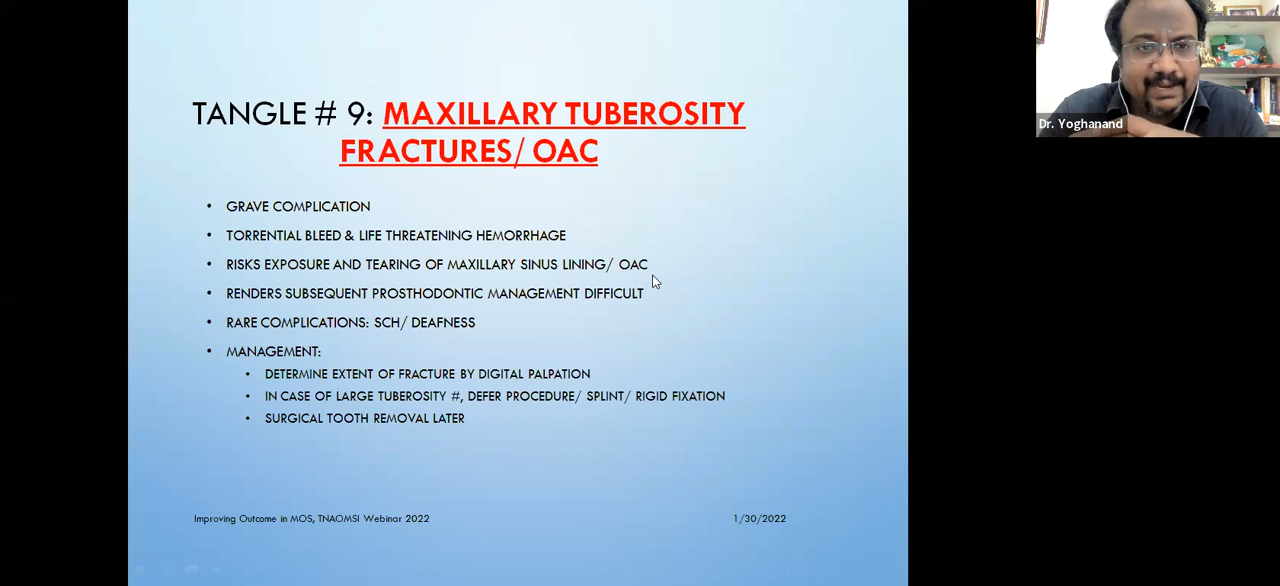 TANGLE # 9: MAXILLARY TUBEROSITY
FRACTURES/ OAC
• GRAVE COMPLICATION
• TORRENTIAL BLEED & LIFE THREATENING HEMORRHAGE
• RISKS EXPOSURE AND TEARING OF MAXILLARY SINUS LINING/ OAC
• RENDERS SUBSEQUENT PROSTHODONTIC MANAGEMENT DIFFICULT
• RARE COMPLICATIONS: SCH/ DEAFNESS
• MANAGEMENT:
• DETERMINE EXTENT OF FRACTURE BY DIGITAL PALPATION
• IN CASE OF LARGE TUBEROSITY #, DEFER PROCEDURE/ SPLINT/ RIGID FIXATION
• SURGICAL TOOTH REMOVAL LATER
Improving Outcome in MOS, TNAOMSI Webinar 2022
1/30/2022
Dr. Yoghanand